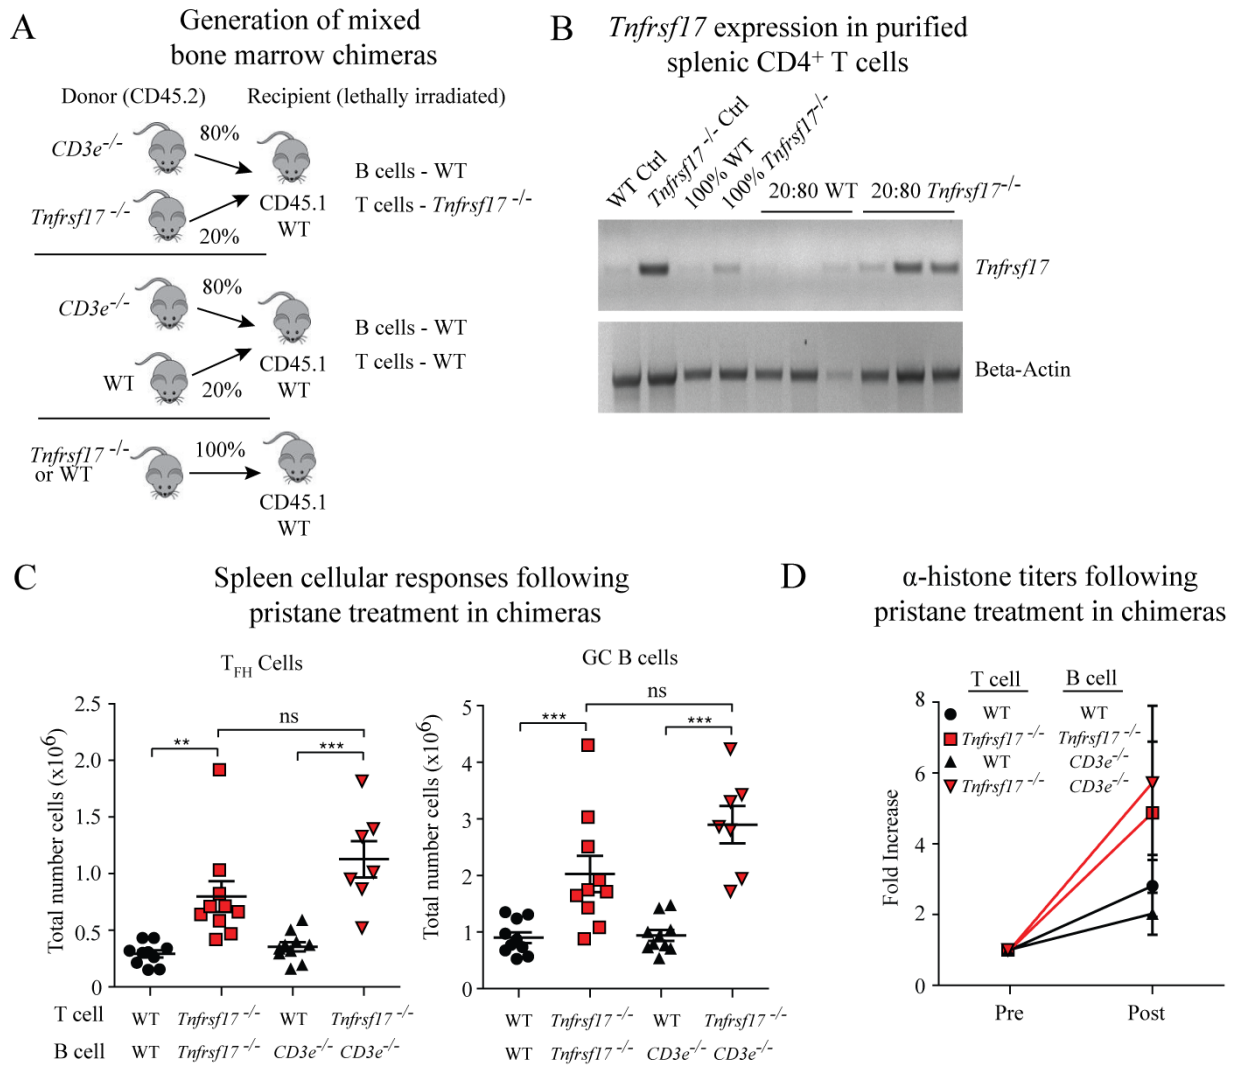 A
Generation of mixed
bone marrow chimeras
Donor (CD45.2)
Recipient (lethally irradiated)
CD3e-/-
80%
Tnfrsf17 -/-
20%
CD45.1
WT
B cells - WT
T cells - Tnfrsf17 -/-
CD3e-/-
80%
WT
20%
CD45.1
WT
B cells - WT
T cells - WT
Tnfrsf17 -/-
or WT
100%
CD45.1
WT
B
Tnfrsf17 expression in purified
splenic CD4+ T cells
WT Ctrl
Tnfrsf17 -/- Ctrl
100% WT
100% Tnfrsf17-/-
20:80 WT
20:80 Tnfrsf17-/-
Tnfrsf17
Beta-Actin
C
Spleen cellular responses following
pristane treatment in chimeras
TFH Cells
Total number cells (x10^6)
2.5
2.0
1.5
1.0
0.5
0
**
***
ns
T cell
WT
Tnfrsf17 -/-
WT
Tnfrsf17 -/-
B cell
WT
Tnfrsf17 -/-
CD3e-/-
CD3e-/-
GC B cells
Total number cells (x10^6)
5
4
3
2
1
0
***
***
ns
WT
Tnfrsf17 -/-
WT
Tnfrsf17 -/-
WT
Tnfrsf17 -/-
CD3e-/-
CD3e-/-
D
α-histone titers following
pristane treatment in chimeras
T cell
B cell
WT
WT
Tnfrsf17 -/-
Tnfrsf17 -/-
WT
CD3e-/-
Tnfrsf17 -/-
CD3e-/-
Fold Increase
8
6
4
2
0
Pre
Post